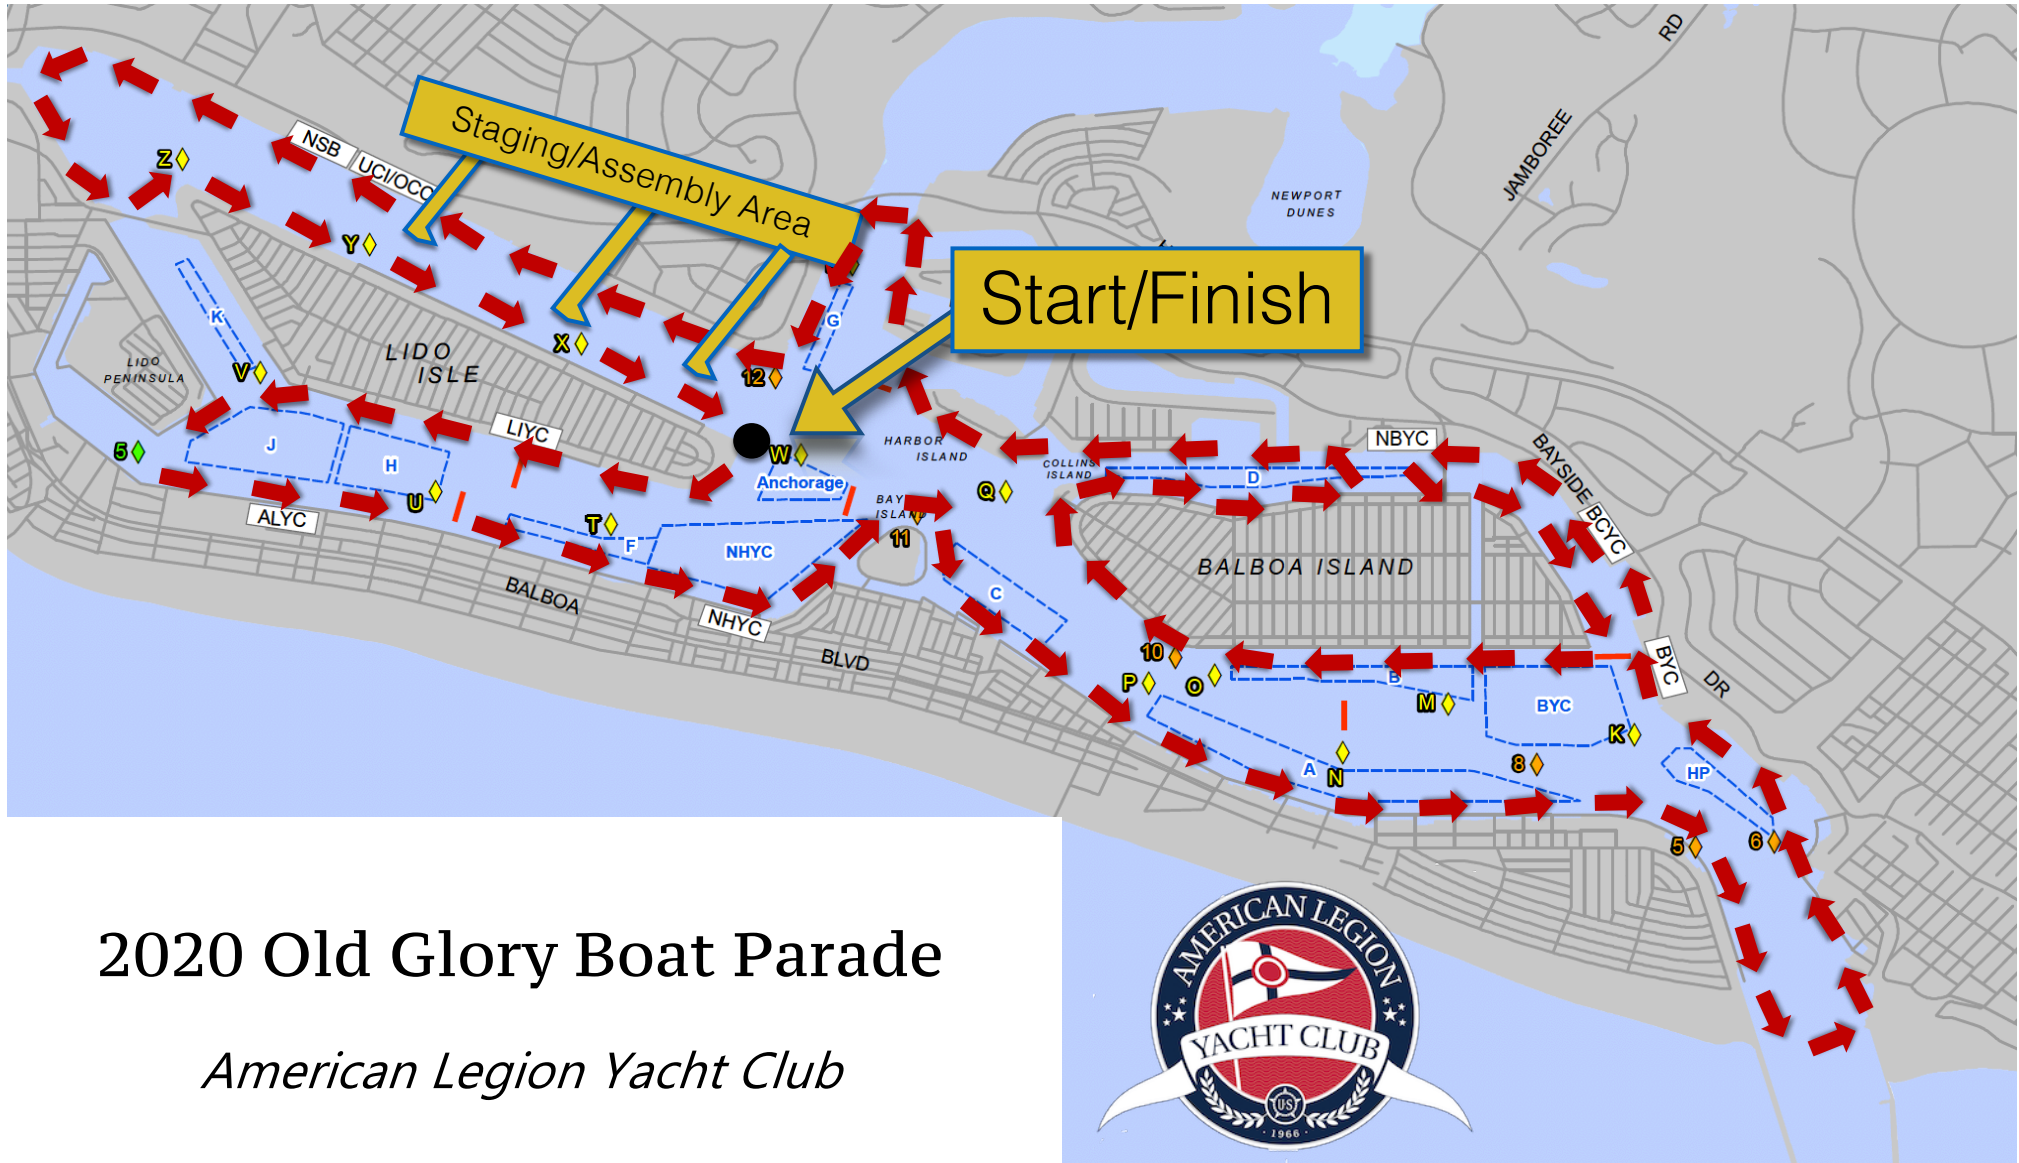 RD
JAMBOREE
NEWPORT
DUNES
Staging/Assembly Area
NSB
UCI/OCC
Z
Y
X
K
G
Start/Finish
LIDO
PENINSULA
LIDO
ISLE
V
12
W
Anchorage
HARBOR
ISLAND
COLLINS
ISLAND
NBYC
BAYSIDE
DR
BCYC
BYC
5
J
H
U
LIYC
ALYC
T
F
NHYC
NHYC
BALBOA
BLVD
BAY
ISLAND
11
Q
C
D
BALBOA ISLAND
10
P
O
B
M
BYC
K
A
N
8
HP
5
6
2020 Old Glory Boat Parade
American Legion Yacht Club
AMERICAN LEGION
YACHT CLUB
US
· 1966 ·